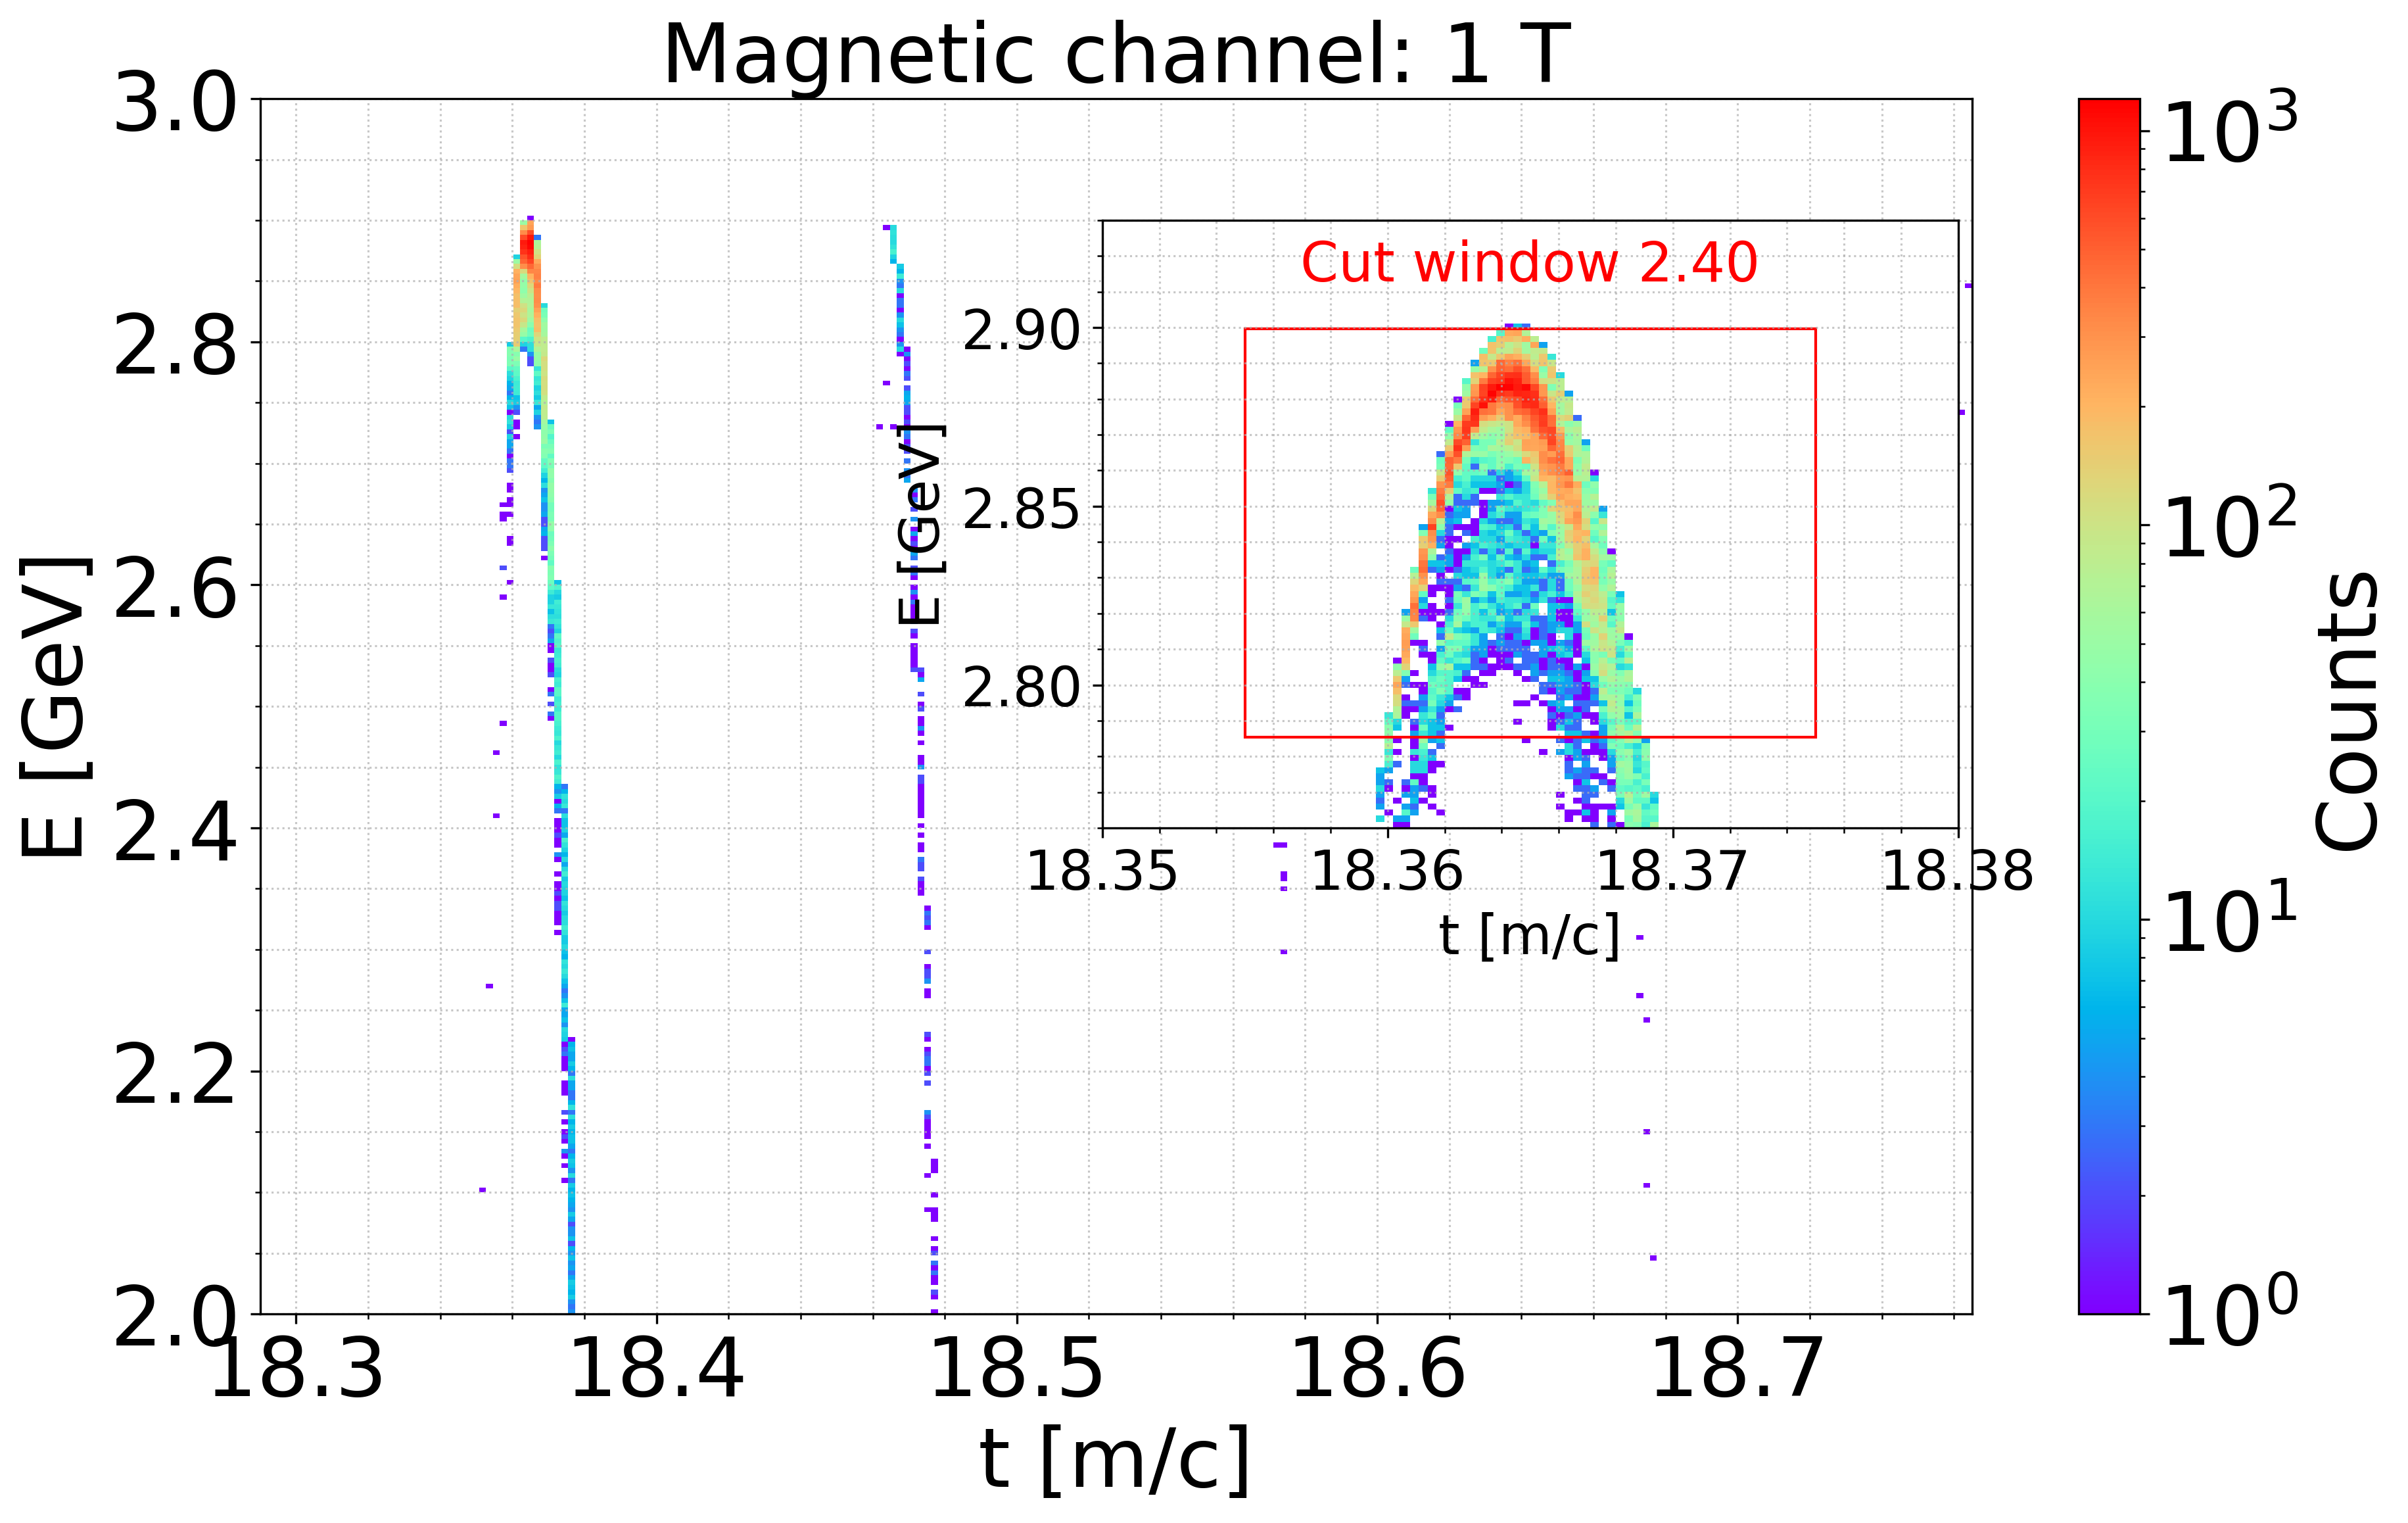 Magnetic channel: 1 T
3.0
2.8
2.6
2.4
2.2
2.0
E [GeV]
18.3 18.4 18.5 18.6 18.7
t [m/c]
Cut window 2.40
2.90
2.85
2.80
E [GeV]
18.35 18.36 18.37 18.38
t [m/c]
10³
10²
10¹
10⁰
Counts